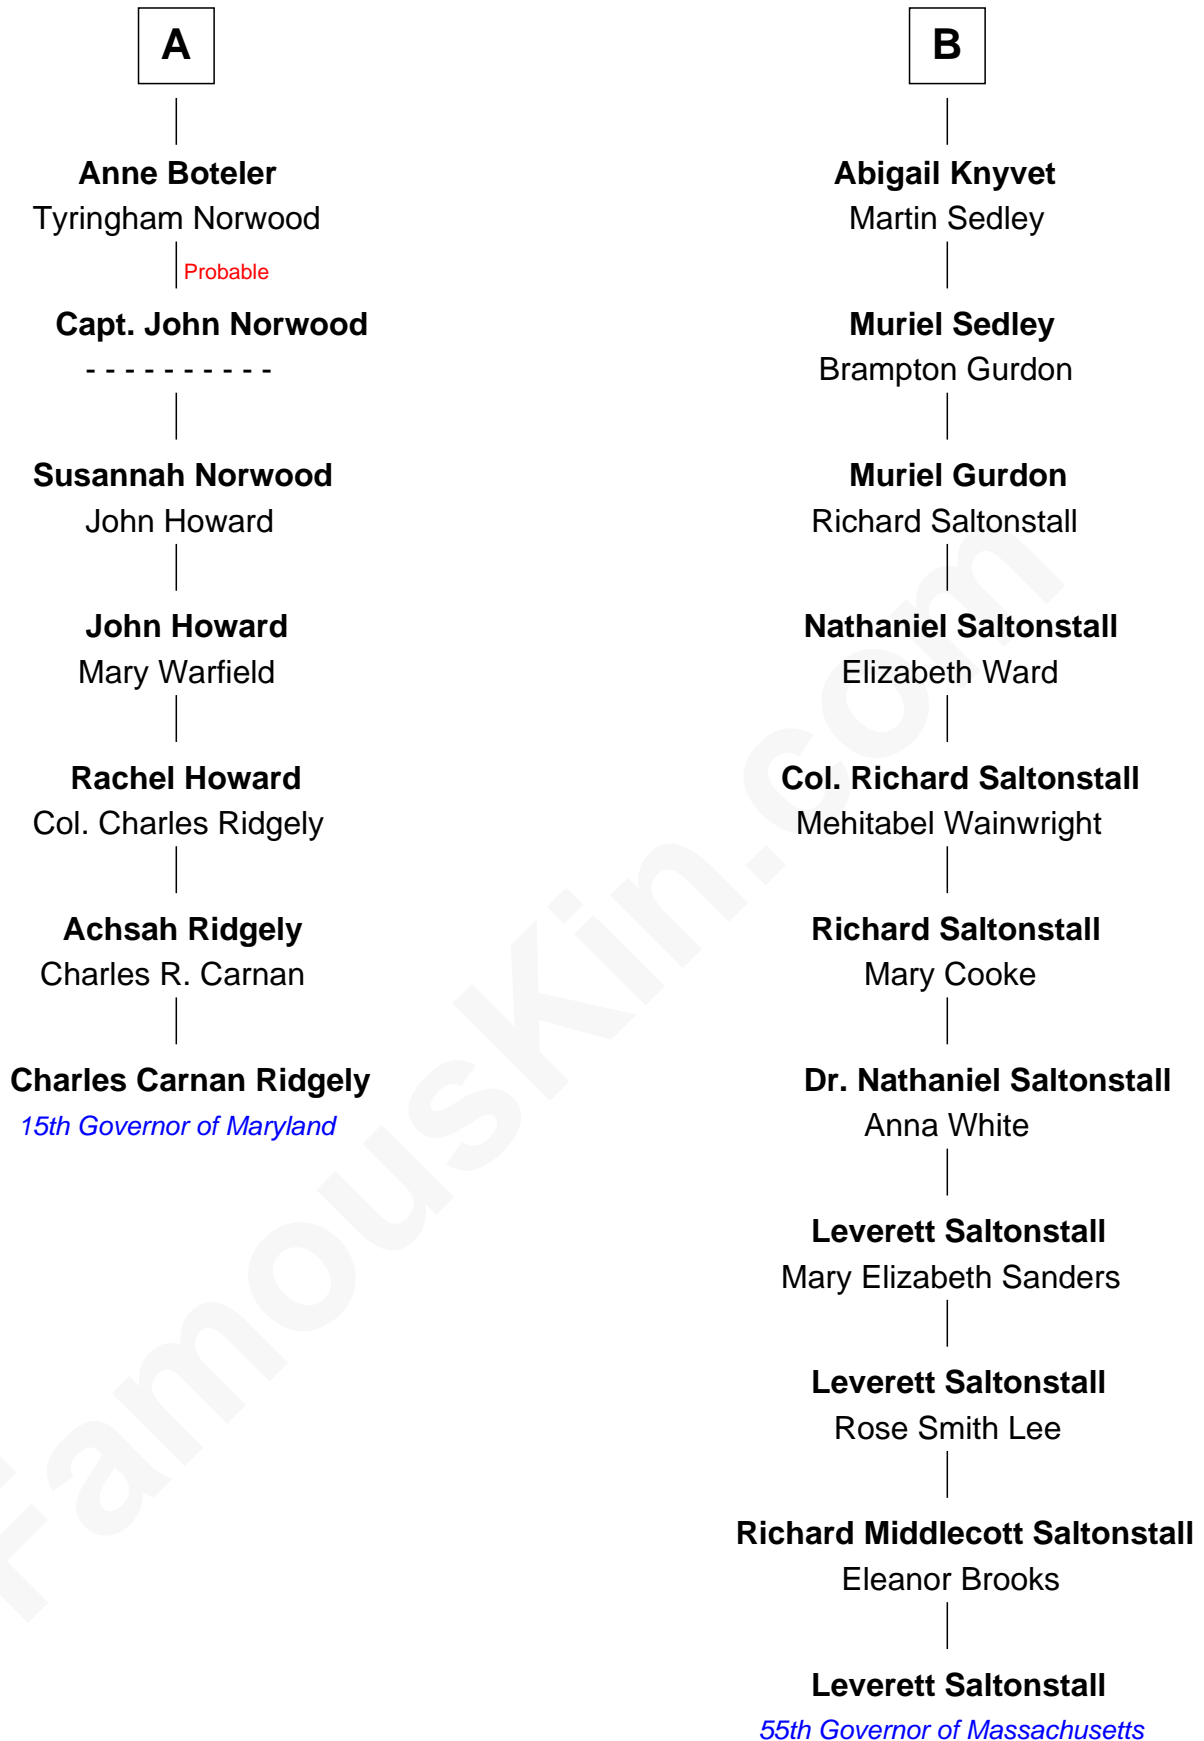 A
Anne Boteler
Tyringham Norwood
Probable
Capt. John Norwood
- - - - - - - - - -
Susannah Norwood
John Howard
John Howard
Mary Warfield
Rachel Howard
Col. Charles Ridgely
Achsah Ridgely
Charles R. Carnan
Charles Carnan Ridgely
15th Governor of Maryland
B
Abigail Knyvet
Martin Sedley
Muriel Sedley
Brampton Gurdon
Muriel Gurdon
Richard Saltonstall
Nathaniel Saltonstall
Elizabeth Ward
Col. Richard Saltonstall
Mehitabel Wainwright
Richard Saltonstall
Mary Cooke
Dr. Nathaniel Saltonstall
Anna White
Leverett Saltonstall
Mary Elizabeth Sanders
Leverett Saltonstall
Rose Smith Lee
Richard Middlecott Saltonstall
Eleanor Brooks
Leverett Saltonstall
55th Governor of Massachusetts
FamousKin.com